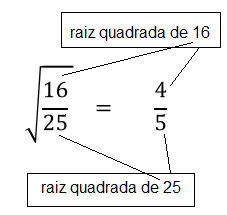 raiz quadrada de 16
√16/25 = 4/5
raiz quadrada de 25